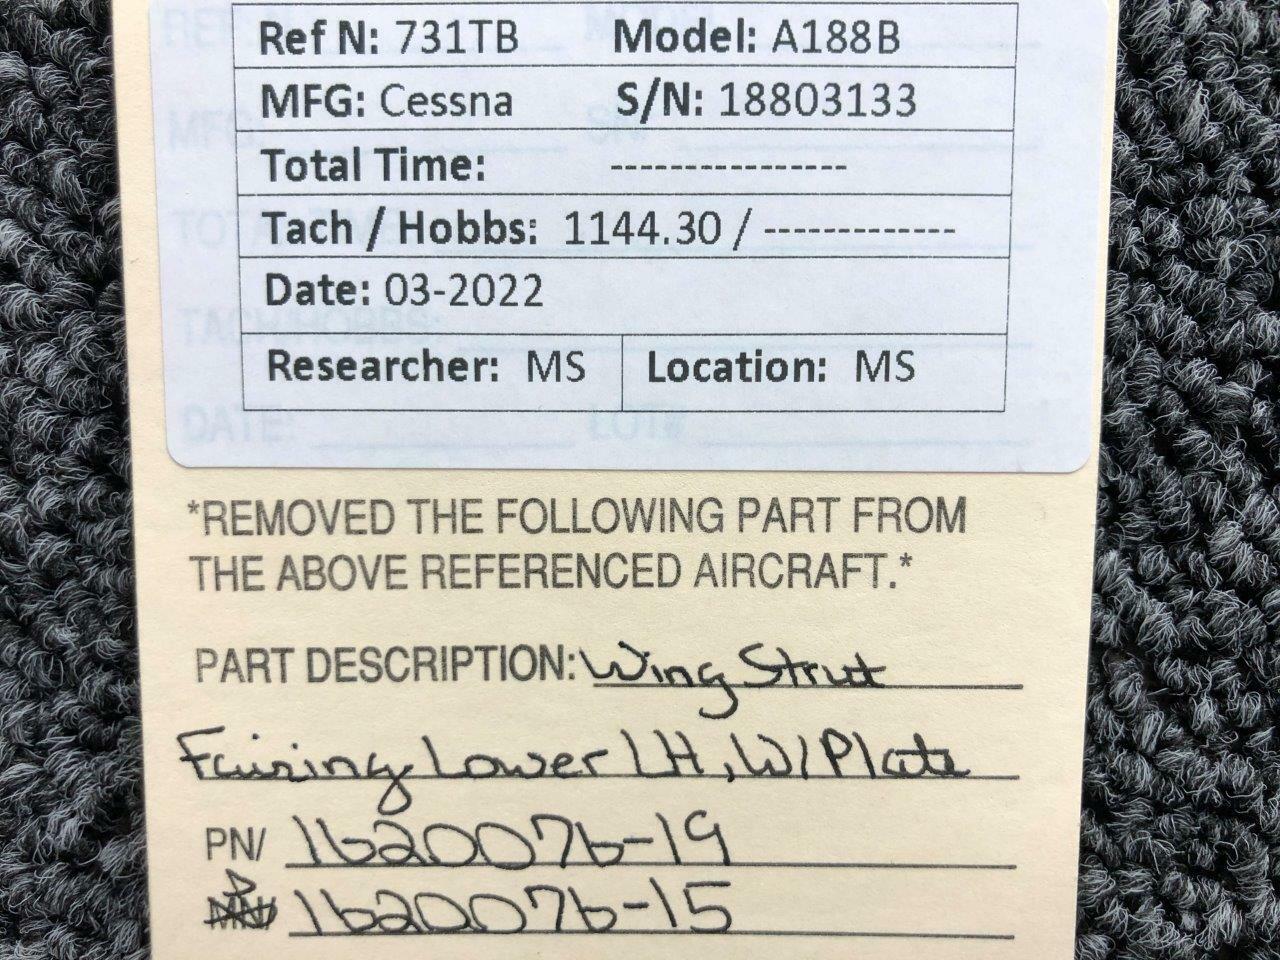 Ref N: 731TB Model: A188B
MFG: Cessna S/N: 18803133
Total Time: ----------------
Tach / Hobbs: 1144.30 / -------------
Date: 03-2022
Researcher: MS Location: MS
*REMOVED THE FOLLOWING PART FROM
THE ABOVE REFERENCED AIRCRAFT.*
PART DESCRIPTION: Wing Strut
Fairing Lower LH, W/Plate
PN/ 1620076-19
1620076-15